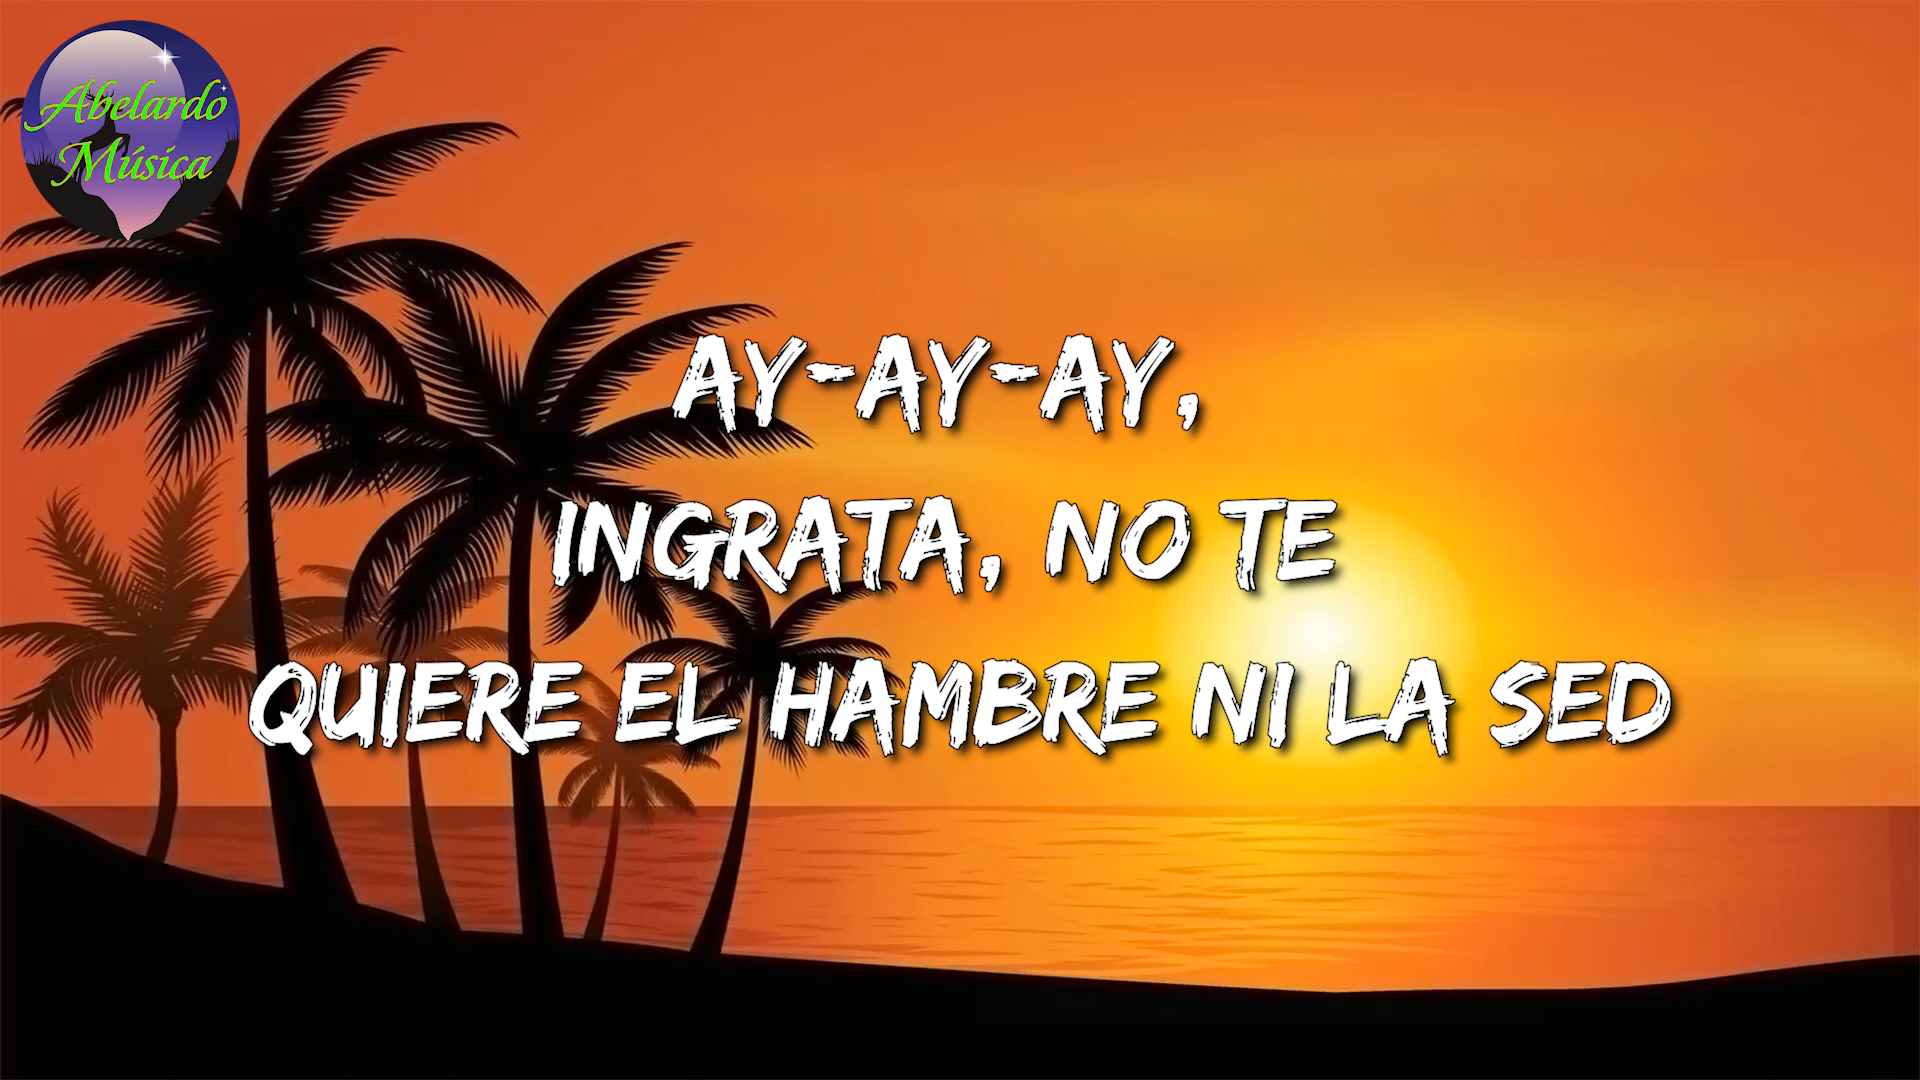 Abelardo
Música
AY-AY-AY,
INGRATA, NO TE
QUIERE EL HAMBRE NI LA SED